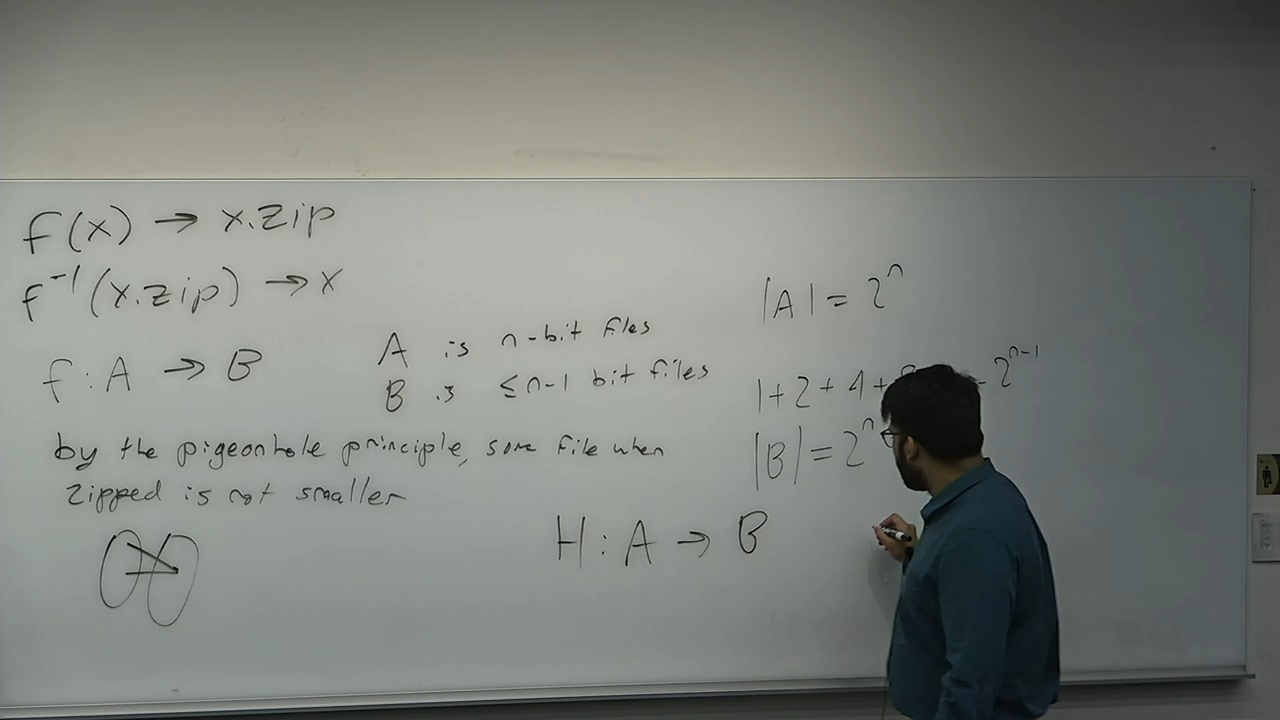 f(x) → x.zip
f⁻¹(x.zip) → x
f : A → B
A is n-bit files
B is ≤n-1 bit files
by the pigeonhole principle, some file when
zipped is not smaller
|A| = 2ⁿ
1+2+4+ 2ⁿ⁻¹
|B| = 2ⁿ
H : A → B